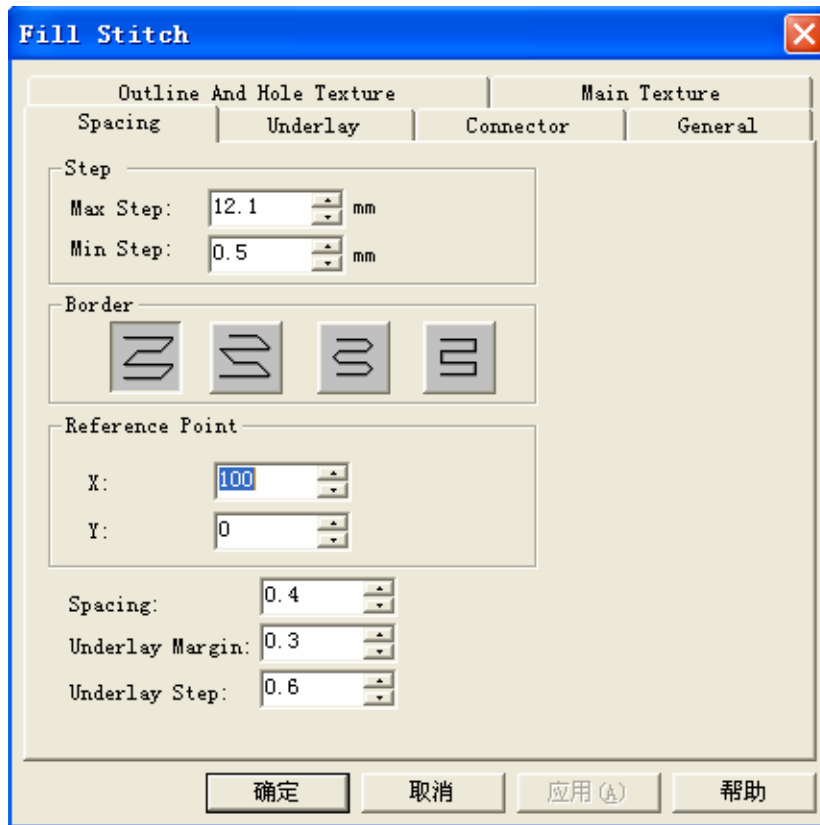 Fill Stitch
Outline And Hole Texture Main Texture
Spacing Underlay Connector General
Step
Max Step: 12.1 mm
Min Step: 0.5 mm
Border
Reference Point
X: 100
Y: 0
Spacing: 0.4
Underlay Margin: 0.3
Underlay Step: 0.6
确定 取消 应用(A) 帮助